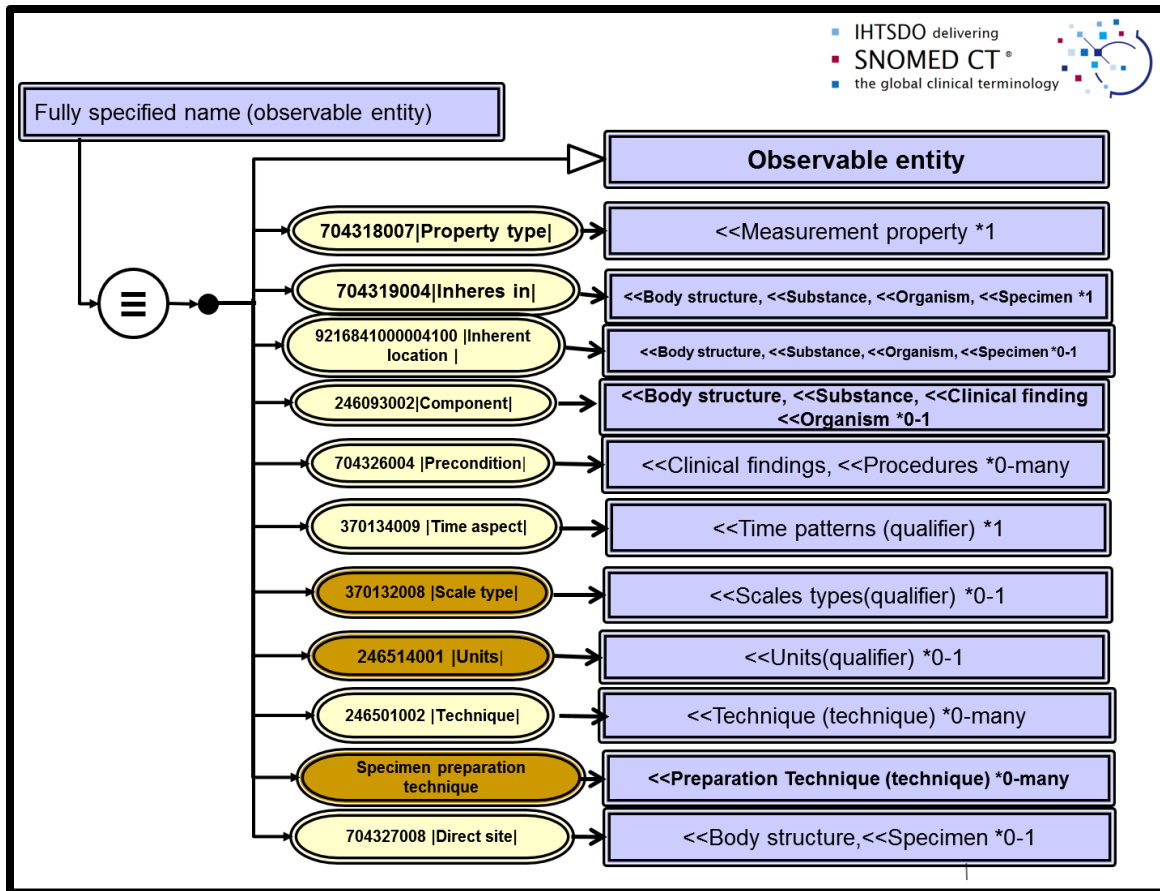 IHTSDO delivering
SNOMED CT ®
the global clinical terminology
Fully specified name (observable entity)
Observable entity
704318007|Property type|
<<Measurement property *1
704319004|Inheres in|
<<Body structure, <<Substance, <<Organism, <<Specimen *1
9216841000004100 |Inherent
location |
<<Body structure, <<Substance, <<Organism, <<Specimen *0-1
246093002|Component|
<<Body structure, <<Substance, <<Clinical finding
<<Organism *0-1
704326004 |Precondition|
<<Clinical findings, <<Procedures *0-many
370134009 |Time aspect|
<<Time patterns (qualifier) *1
370132008 |Scale type|
<<Scales types(qualifier) *0-1
246514001 |Units|
<<Units(qualifier) *0-1
246501002 |Technique|
<<Technique (technique) *0-many
Specimen preparation
technique
<<Preparation Technique (technique) *0-many
704327008 |Direct site|
<<Body structure,<<Specimen *0-1